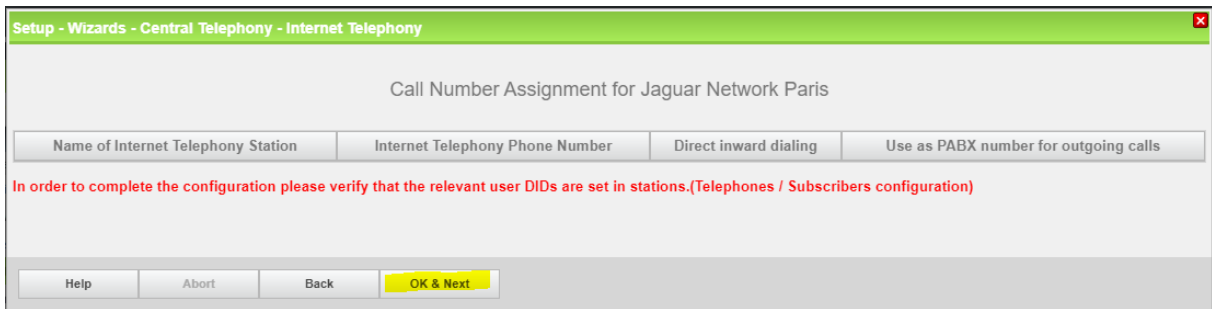 Setup - Wizards - Central Telephony - Internet Telephony
Call Number Assignment for Jaguar Network Paris
Name of Internet Telephony Station Internet Telephony Phone Number Direct inward dialing Use as PABX number for outgoing calls
In order to complete the configuration please verify that the relevant user DIDs are set in stations.(Telephones / Subscribers configuration)
Help Abort Back OK & Next